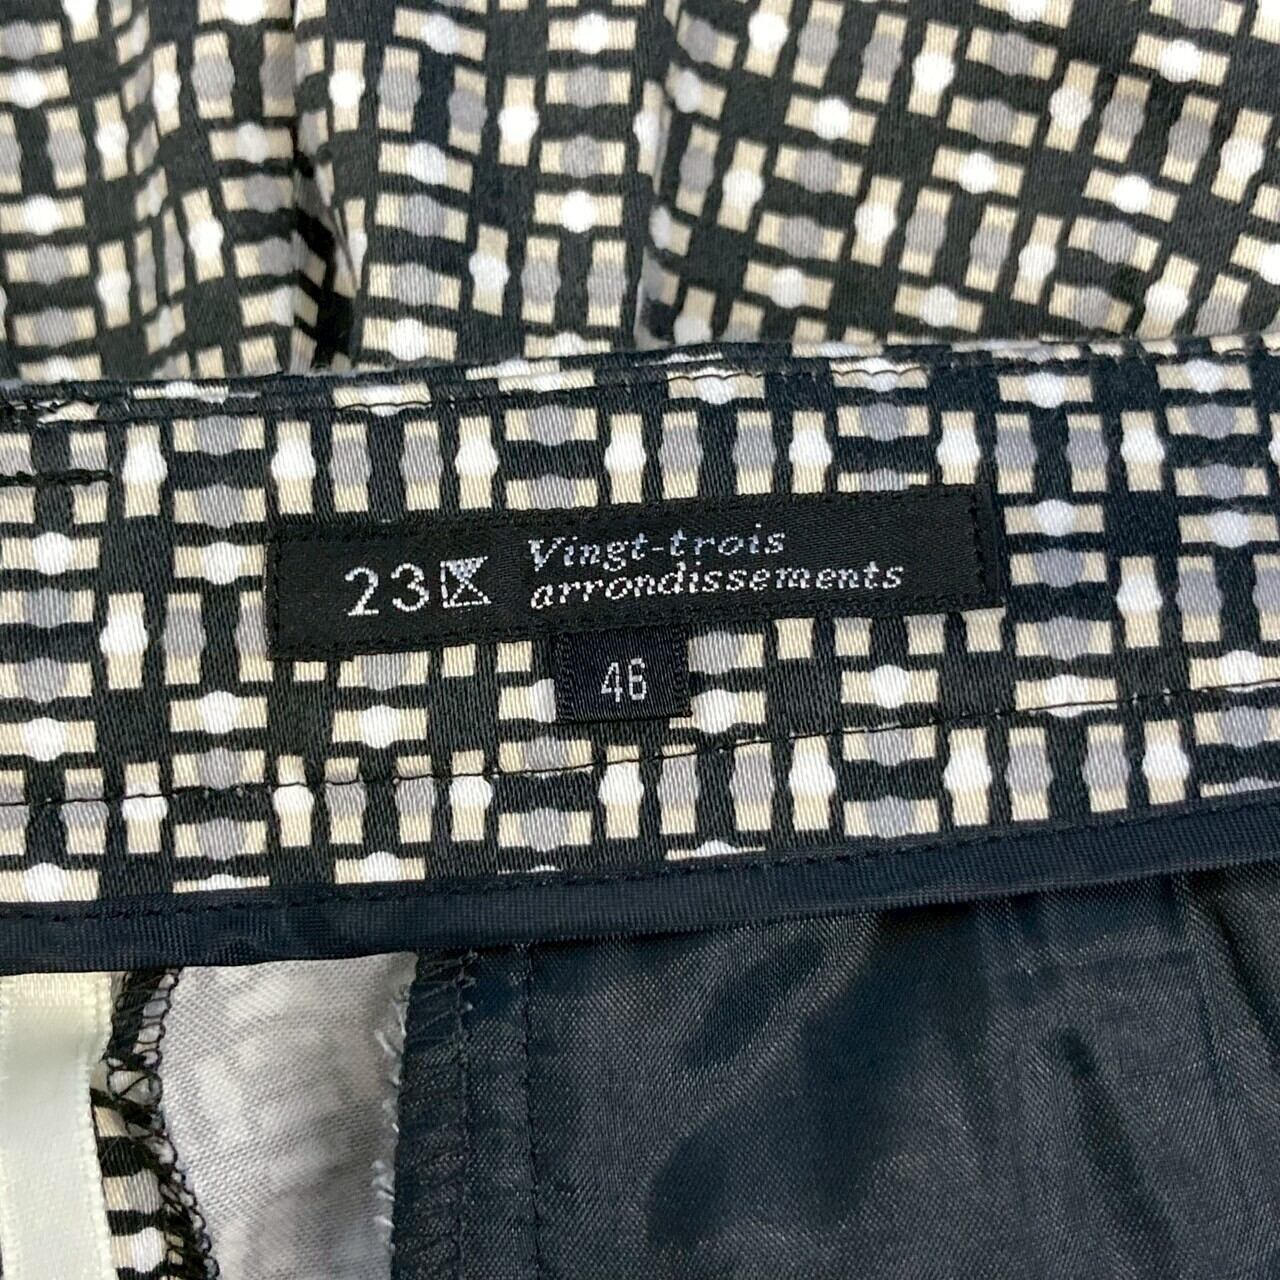 23区 Vingt-trois
arrondissements
46